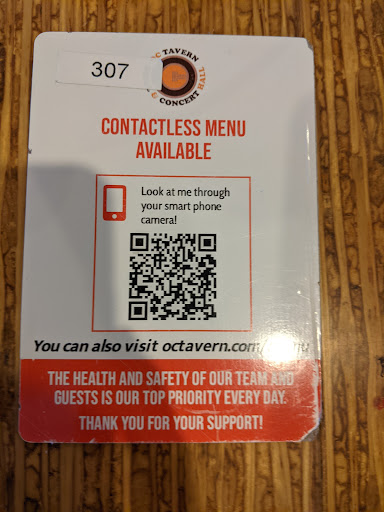 307
TAVERN
& CONCERT HALL
CONTACTLESS MENU
AVAILABLE
Look at me through
your smart phone
camera!
You can also visit octavern.com/
THE HEALTH AND SAFETY OF OUR TEAM AND
GUESTS IS OUR TOP PRIORITY EVERY DAY.
THANK YOU FOR YOUR SUPPORT!